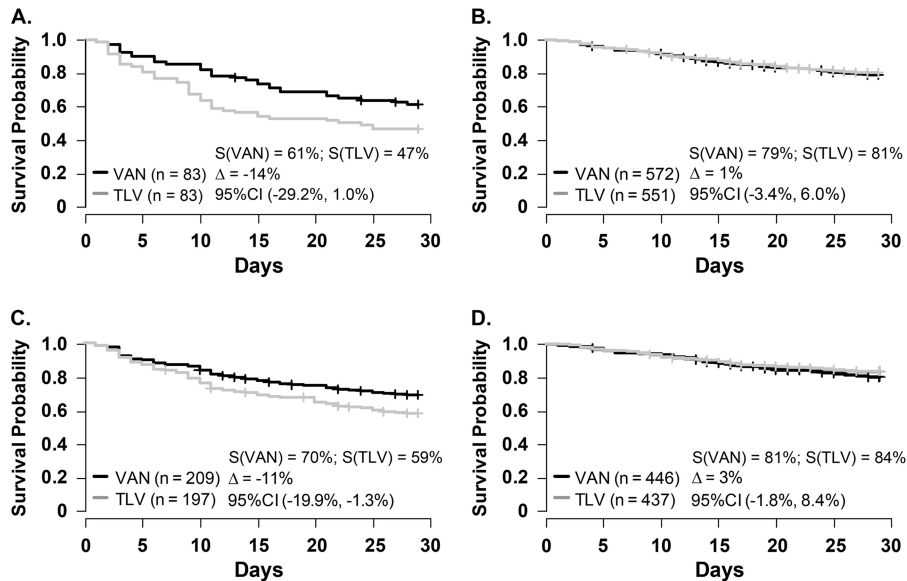 A.
Survival Probability
1.0
0.8
0.6
0.4
0.2
0
S(VAN) = 61%; S(TLV) = 47%
VAN (n = 83) Δ = -14%
TLV (n = 83) 95%CI (-29.2%, 1.0%)
0 5 10 15 20 25 30
Days
B.
Survival Probability
1.0
0.8
0.6
0.4
0.2
0
S(VAN) = 79%; S(TLV) = 81%
VAN (n = 572) Δ = 1%
TLV (n = 551) 95%CI (-3.4%, 6.0%)
0 5 10 15 20 25 30
Days
C.
Survival Probability
1.0
0.8
0.6
0.4
0.2
0
S(VAN) = 70%; S(TLV) = 59%
VAN (n = 209) Δ = -11%
TLV (n = 197) 95%CI (-19.9%, -1.3%)
0 5 10 15 20 25 30
Days
D.
Survival Probability
1.0
0.8
0.6
0.4
0.2
0
S(VAN) = 81%; S(TLV) = 84%
VAN (n = 446) Δ = 3%
TLV (n = 437) 95%CI (-1.8%, 8.4%)
0 5 10 15 20 25 30
Days